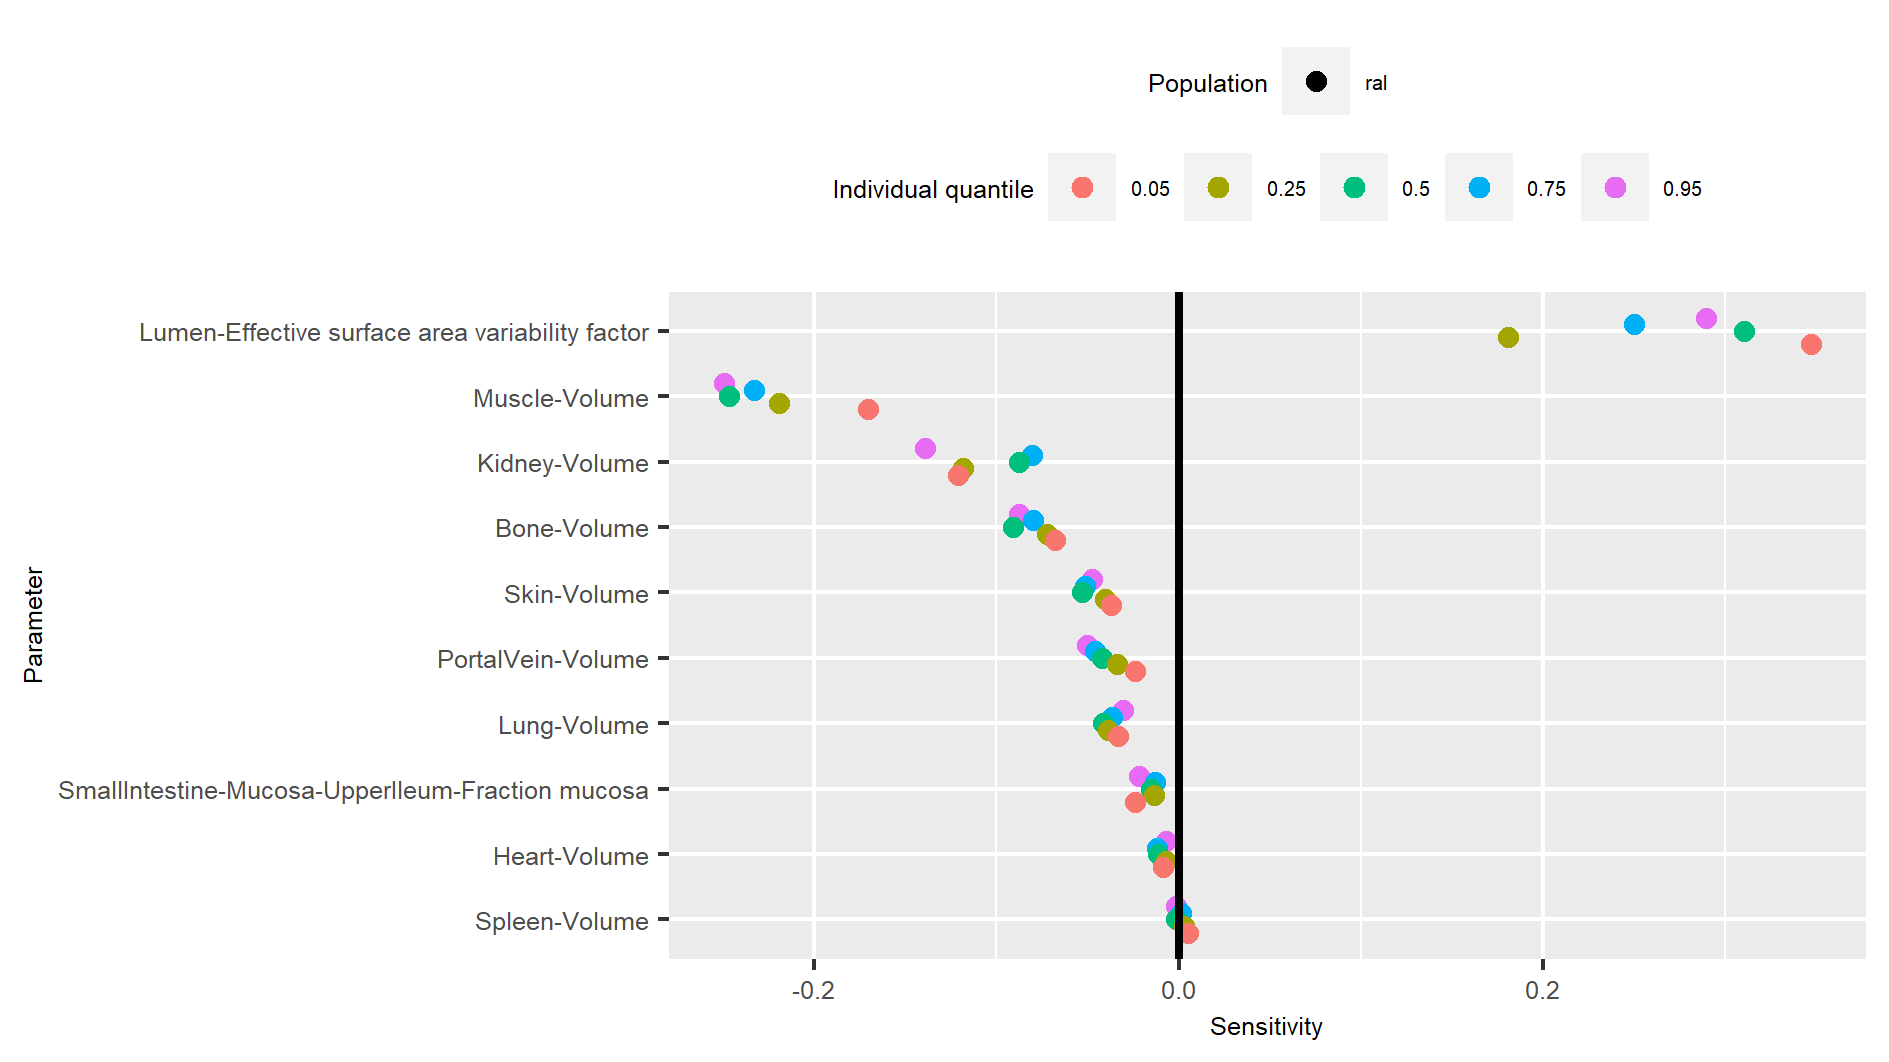 Population ral
Individual quantile 0.05 0.25 0.5 0.75 0.95
Lumen-Effective surface area variability factor
Muscle-Volume
Kidney-Volume
Bone-Volume
Skin-Volume
PortalVein-Volume
Lung-Volume
SmallIntestine-Mucosa-UpperIleum-Fraction mucosa
Heart-Volume
Spleen-Volume
Parameter
-0.2 0.0 0.2
Sensitivity